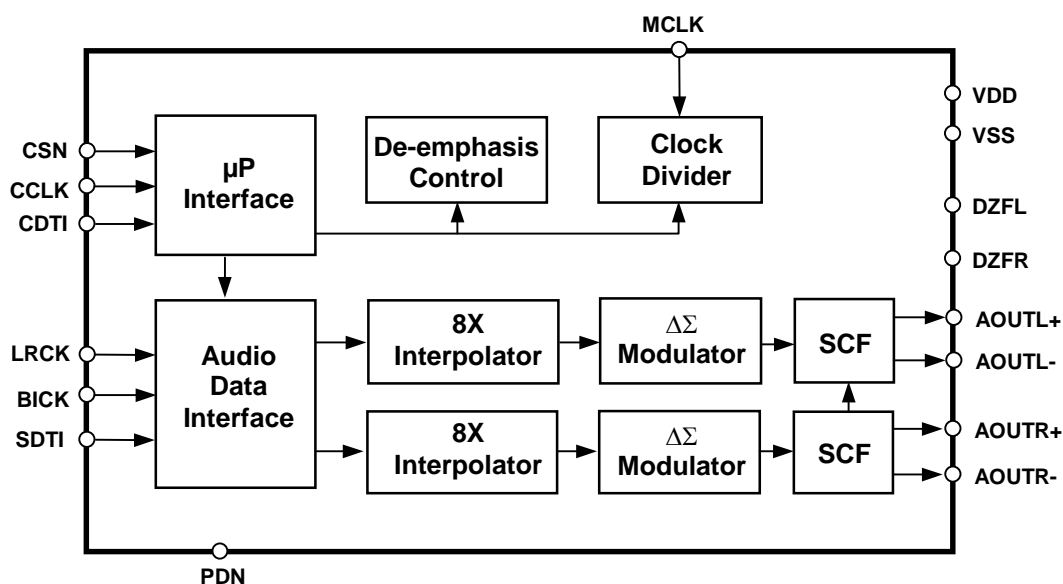 MCLK
VDD
VSS
DZFL
DZFR
CSN
CCLK
CDTI
µP
Interface
De-emphasis
Control
Clock
Divider
LRCK
BICK
SDTI
Audio
Data
Interface
8X
Interpolator
ΔΣ
Modulator
SCF
AOUTL+
AOUTL-
8X
Interpolator
ΔΣ
Modulator
SCF
AOUTR+
AOUTR-
PDN